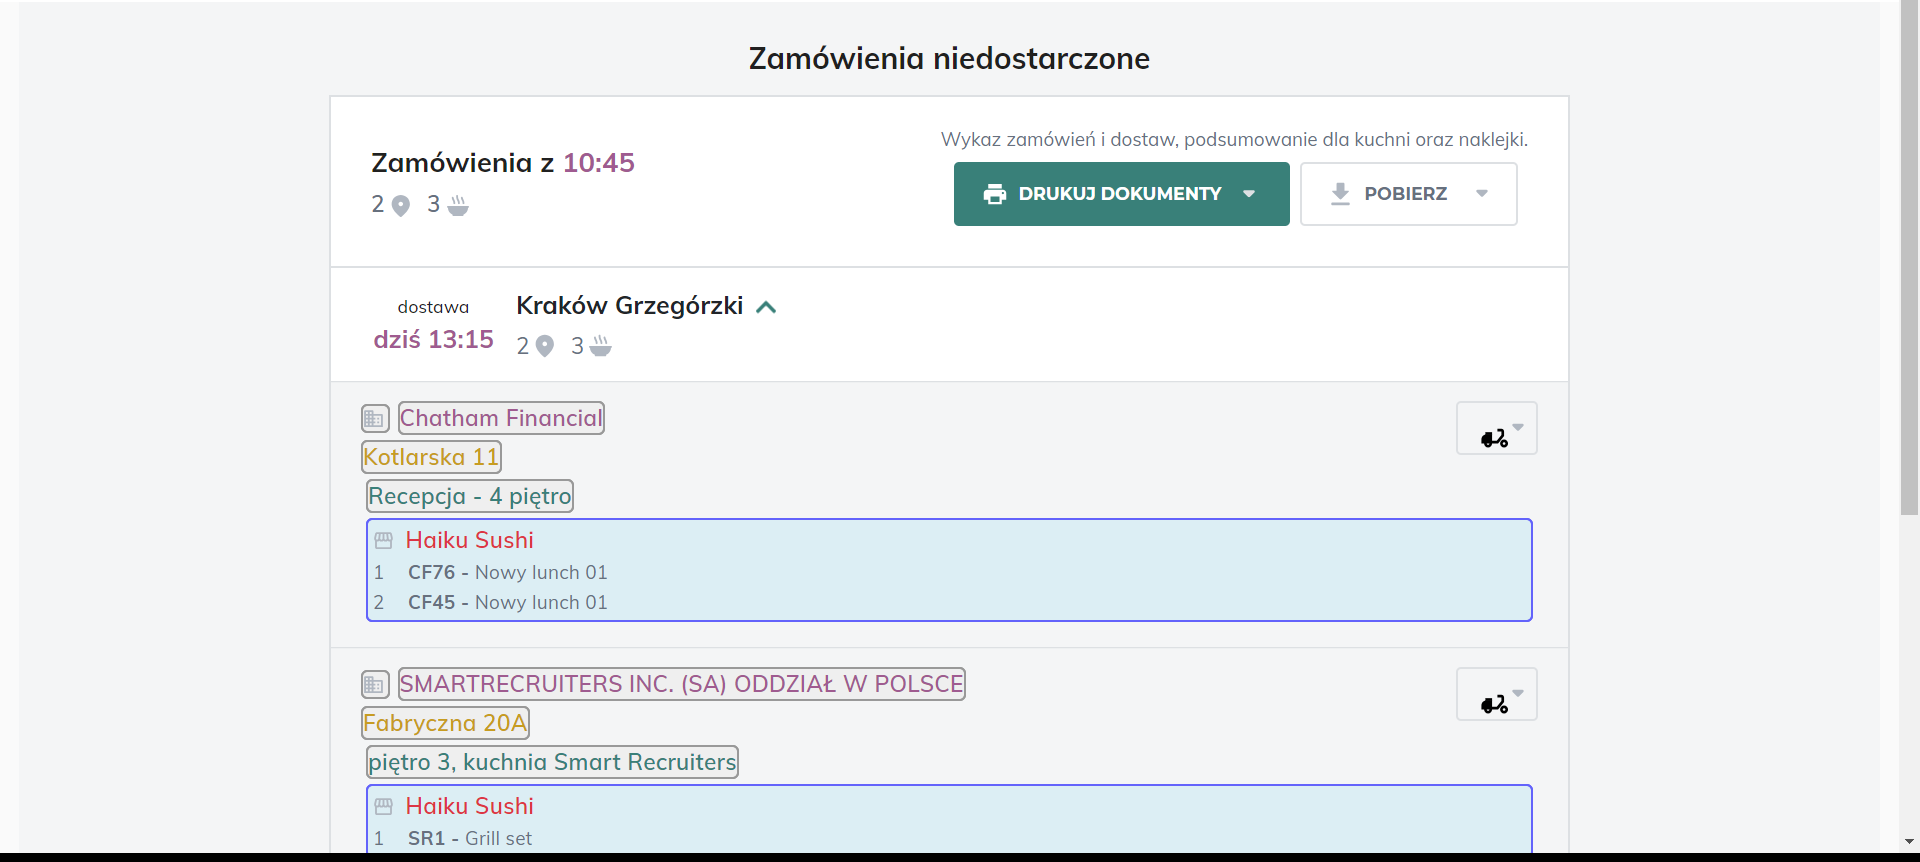 Zamówienia niedostarczone
Zamówienia z 10:45
2 3
Wykaz zamówień i dostaw, podsumowanie dla kuchni oraz naklejki.
DRUKUJ DOKUMENTY
POBIERZ
dostawa
dziś 13:15
Kraków Grzegórzki
2 3
Chatham Financial
Kotlarska 11
Recepcja - 4 piętro
Haiku Sushi
1 CF76 - Nowy lunch 01
2 CF45 - Nowy lunch 01
SMARTRECRUITERS INC. (SA) ODDZIAŁ W POLSCE
Fabryczna 20A
piętro 3, kuchnia Smart Recruiters
Haiku Sushi
1 SR1 - Grill set